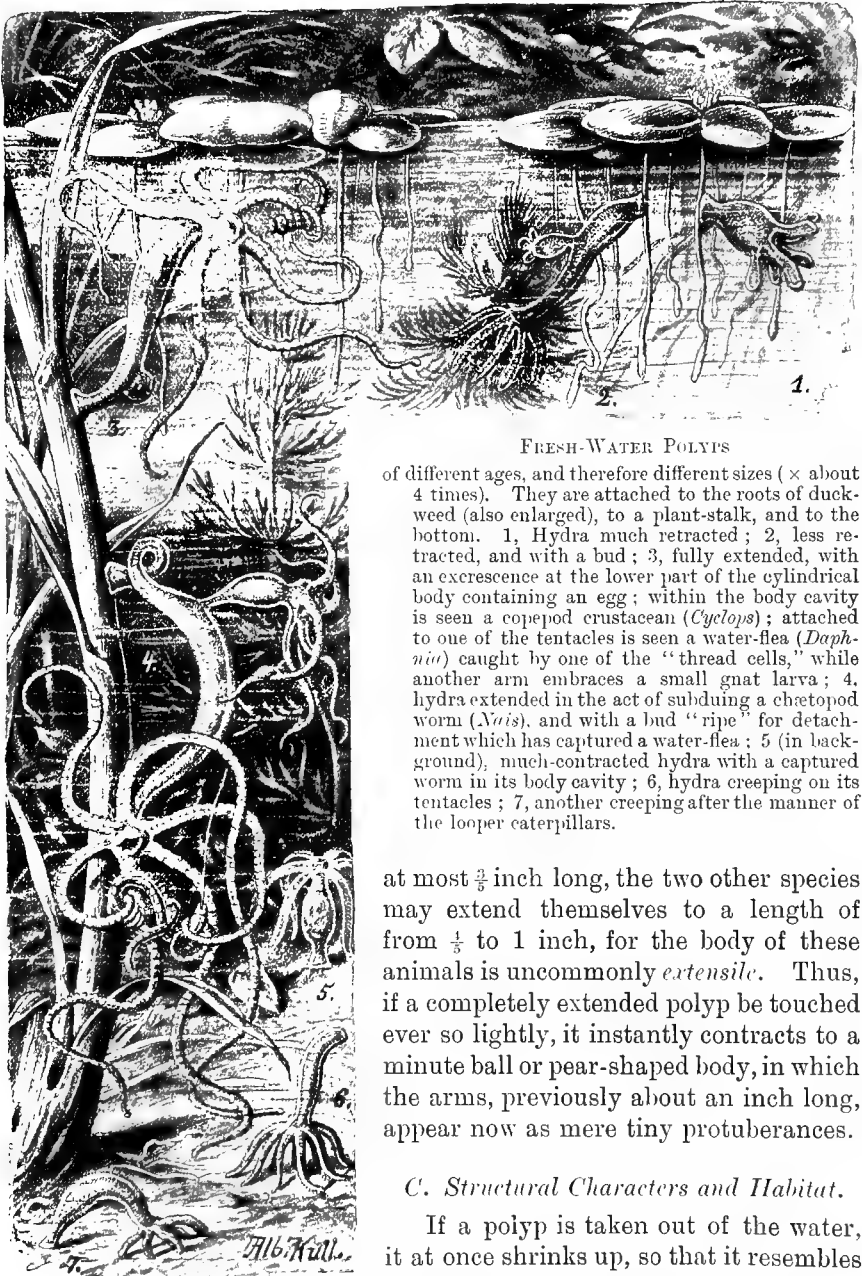 1.
2.
3.
4.
5.
6.
7.
Alb. Kull.
FRESH-WATER POLYPS
of different ages, and therefore different sizes ( × about
4 times). They are attached to the roots of duck-
weed (also enlarged), to a plant-stalk, and to the
bottom. 1, Hydra much retracted ; 2, less re-
tracted, and with a bud ; 3, fully extended, with
an excrescence at the lower part of the cylindrical
body containing an egg ; within the body cavity
is seen a copepod crustacean (Cyclops) ; attached
to one of the tentacles is seen a water-flea (Daph-
nia) caught by one of the “thread cells,” while
another arm embraces a small gnat larva ; 4,
hydra extended in the act of subduing a chætopod
worm (Nais), and with a bud “ripe” for detach-
ment which has captured a water-flea ; 5 (in back-
ground), much-contracted hydra with a captured
worm in its body cavity ; 6, hydra creeping on its
tentacles ; 7, another creeping after the manner of
the looper caterpillars.
at most ⅗ inch long, the two other species
may extend themselves to a length of
from ⅘ to 1 inch, for the body of these
animals is uncommonly extensile. Thus,
if a completely extended polyp be touched
ever so lightly, it instantly contracts to a
minute ball or pear-shaped body, in which
the arms, previously about an inch long,
appear now as mere tiny protuberances.
C. Structural Characters and Habitat.
If a polyp is taken out of the water,
it at once shrinks up, so that it resembles